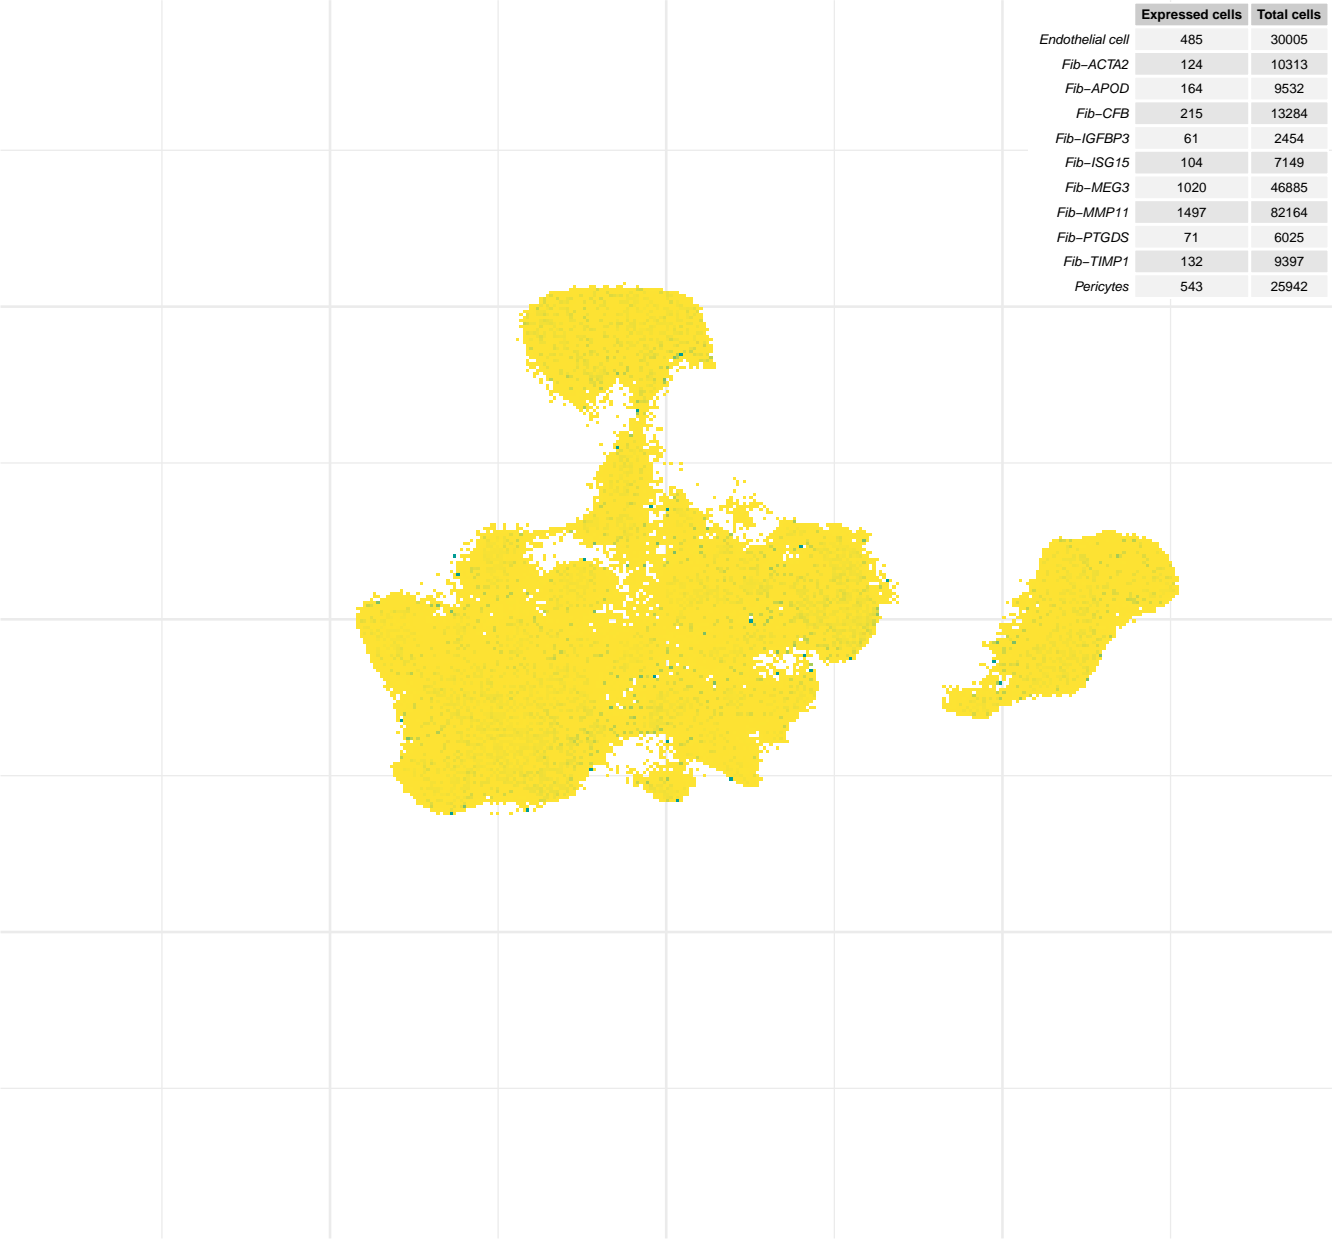 Expressed cells Total cells
Endothelial cell 485 30005
Fib−ACTA2 124 10313
Fib−APOD 164 9532
Fib−CFB 215 13284
Fib−IGFBP3 61 2454
Fib−ISG15 104 7149
Fib−MEG3 1020 46885
Fib−MMP11 1497 82164
Fib−PTGDS 71 6025
Fib−TIMP1 132 9397
Pericytes 543 25942